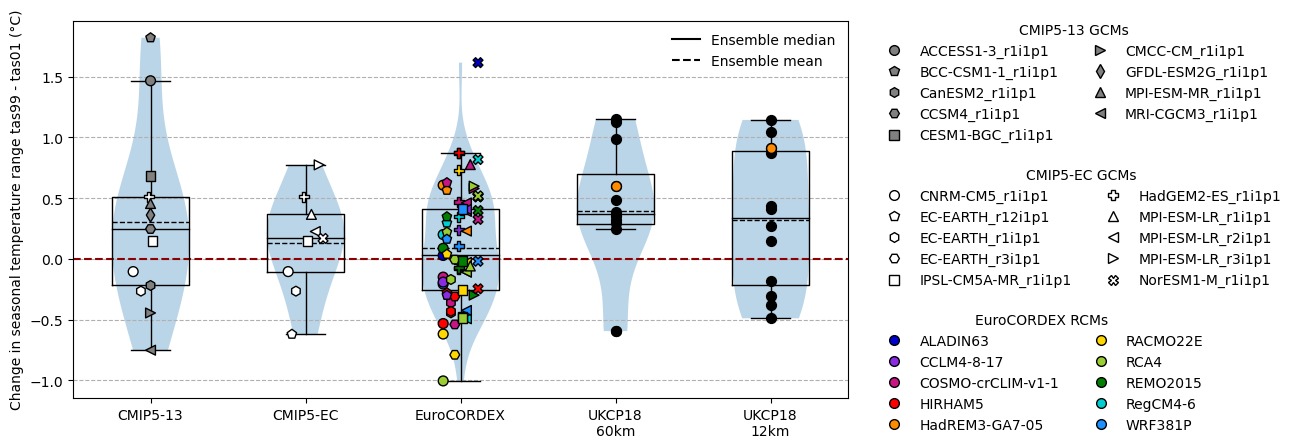 Change in seasonal temperature range tas99 - tas01 (°C)
1.5
1.0
0.5
0.0
−0.5
−1.0
Ensemble median
Ensemble mean
CMIP5-13
CMIP5-EC
EuroCORDEX
UKCP18
60km
UKCP18
12km
CMIP5-13 GCMs
ACCESS1-3_r1i1p1
BCC-CSM1-1_r1i1p1
CanESM2_r1i1p1
CCSM4_r1i1p1
CESM1-BGC_r1i1p1
CMCC-CM_r1i1p1
GFDL-ESM2G_r1i1p1
MPI-ESM-MR_r1i1p1
MRI-CGCM3_r1i1p1
CMIP5-EC GCMs
CNRM-CM5_r1i1p1
EC-EARTH_r12i1p1
EC-EARTH_r1i1p1
EC-EARTH_r3i1p1
IPSL-CM5A-MR_r1i1p1
HadGEM2-ES_r1i1p1
MPI-ESM-LR_r1i1p1
MPI-ESM-LR_r2i1p1
MPI-ESM-LR_r3i1p1
NorESM1-M_r1i1p1
EuroCORDEX RCMs
ALADIN63
CCLM4-8-17
COSMO-crCLIM-v1-1
HIRHAM5
HadREM3-GA7-05
RACMO22E
RCA4
REMO2015
RegCM4-6
WRF381P